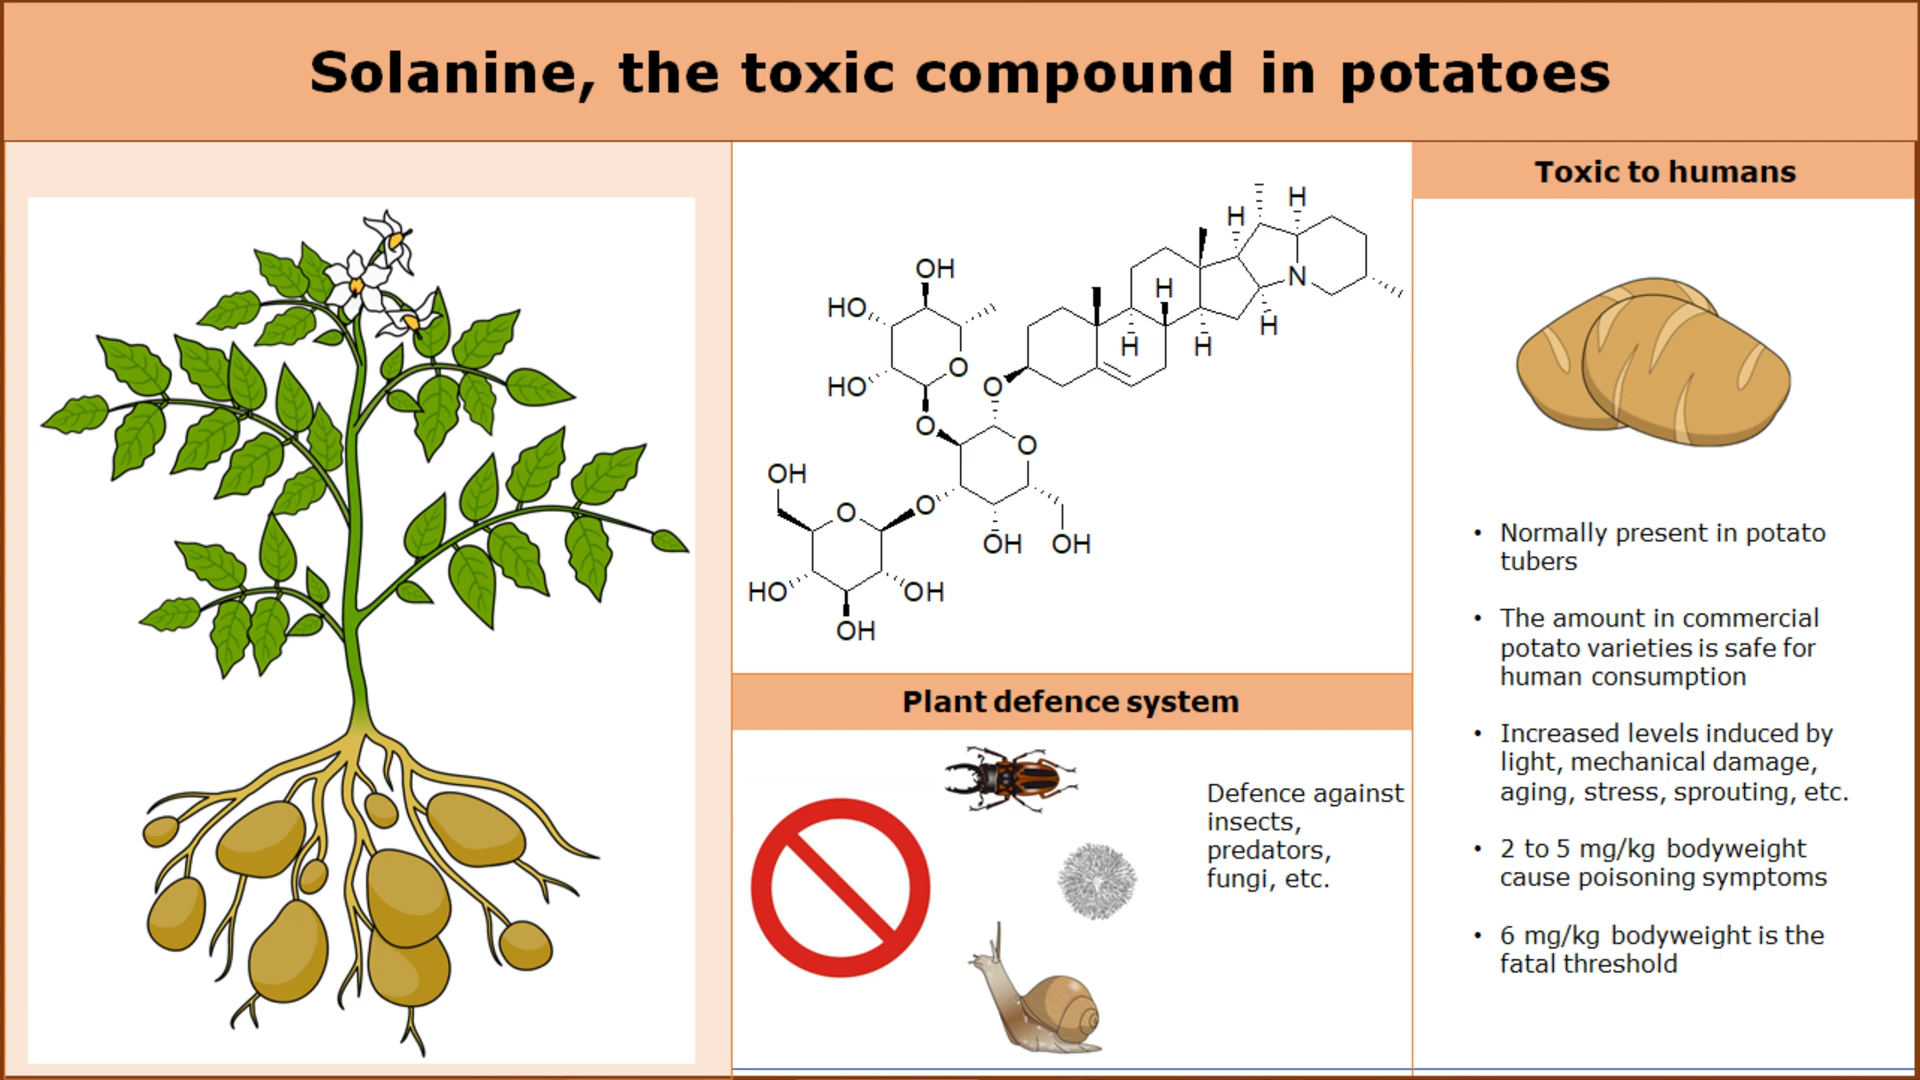 Solanine, the toxic compound in potatoes
OH
HO
HO
O
O
O
O
OH
O
O
HO
OH
OH
OH
OH
H
H
H
H
H
H
N
Plant defence system
Defence against
insects,
predators,
fungi, etc.
Toxic to humans
• Normally present in potato
tubers
• The amount in commercial
potato varieties is safe for
human consumption
• Increased levels induced by
light, mechanical damage,
aging, stress, sprouting, etc.
• 2 to 5 mg/kg bodyweight
cause poisoning symptoms
• 6 mg/kg bodyweight is the
fatal threshold